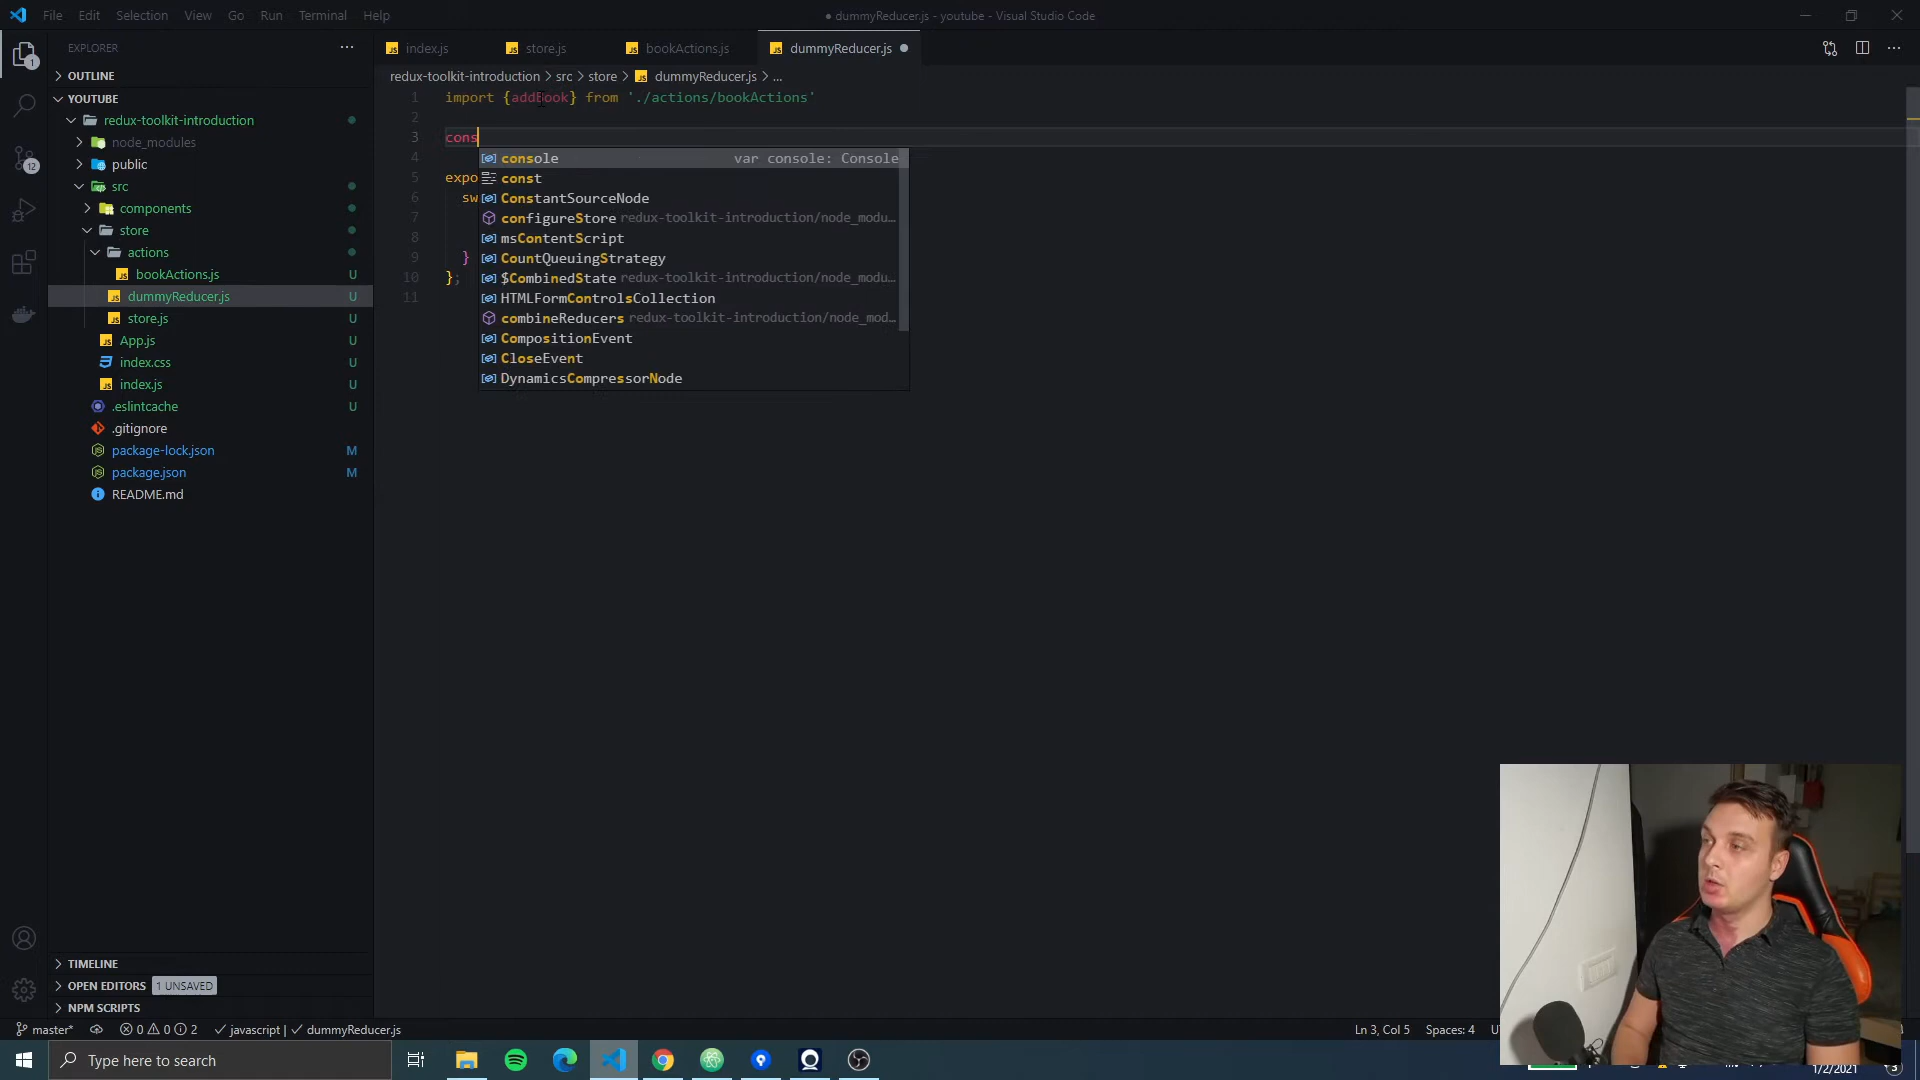 File Edit Selection View Go Run Terminal Help
● dummyReducer.js - youtube - Visual Studio Code
EXPLORER
OUTLINE
YOUTUBE
redux-toolkit-introduction
node_modules
public
src
components
store
actions
bookActions.js U
dummyReducer.js U
store.js U
App.js U
index.css U
index.js U
.eslintcache U
.gitignore
package-lock.json M
package.json M
README.md
TIMELINE
OPEN EDITORS 1 UNSAVED
NPM SCRIPTS
index.js store.js bookActions.js dummyReducer.js
redux-toolkit-introduction > src > store > dummyReducer.js > ...
1 import {addBook} from './actions/bookActions'
2
3 cons
4
5 expo
6 sw
7
8
9 }
10 };
11
console var console: Console
const
ConstantSourceNode
configureStore redux-toolkit-introduction/node_modu…
msContentScript
CountQueuingStrategy
$CombinedState redux-toolkit-introduction/node_modu…
HTMLFormControlsCollection
combineReducers redux-toolkit-introduction/node_mod…
CompositionEvent
CloseEvent
DynamicsCompressorNode
1
12
master* 0 0 2 javascript | dummyReducer.js
Ln 3, Col 5 Spaces: 4
Type here to search
1/2/2021
3